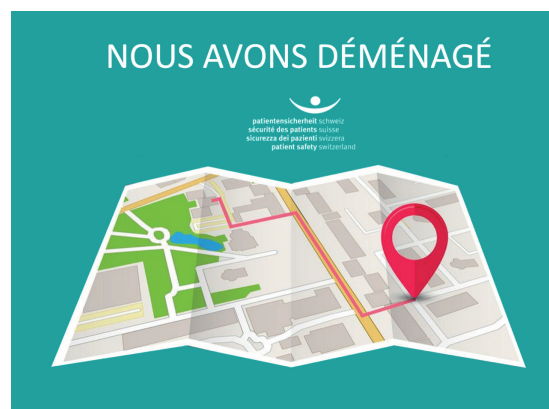 NOUS AVONS DÉMÉNAGÉ
patientensicherheit schweiz
sécurité des patients suisse
sicurezza dei pazienti svizzera
patient safety switzerland